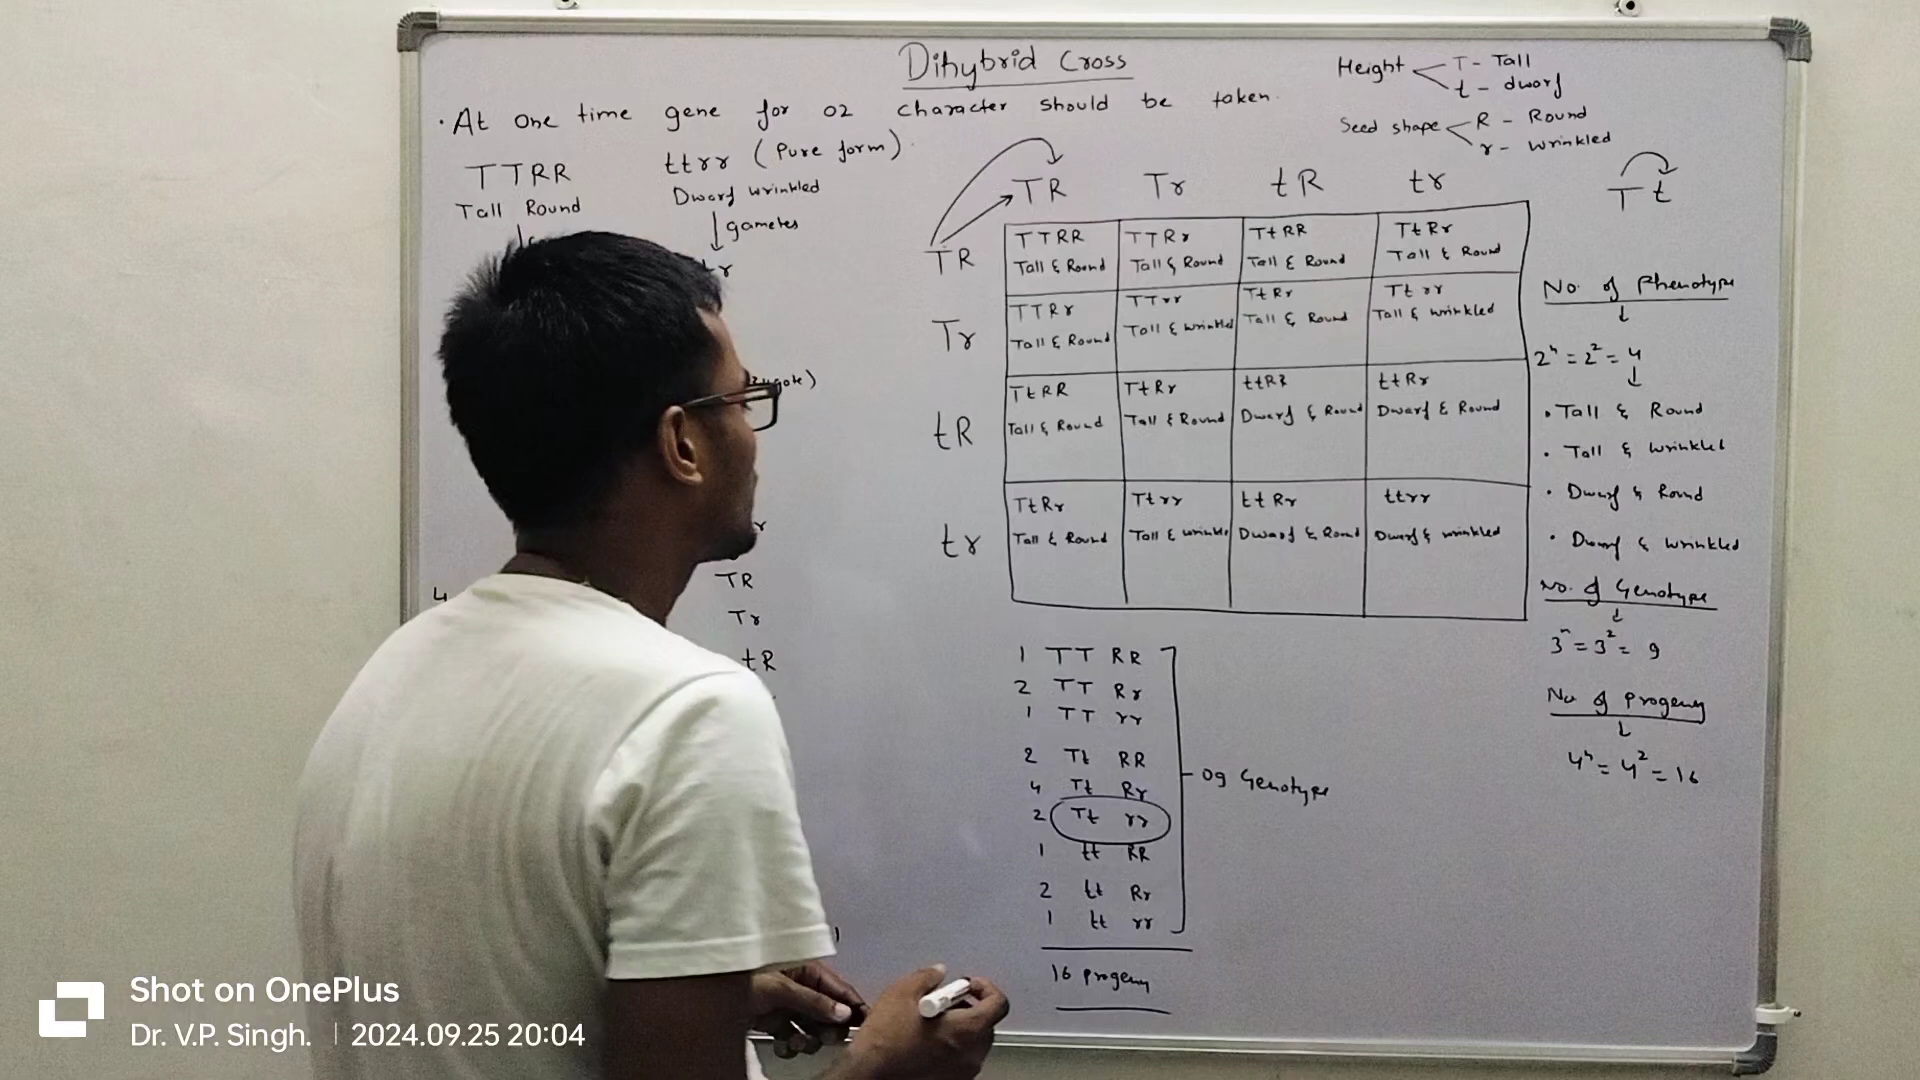 Dihybrid Cross
· At one time gene for 02 character should be taken.
Height T - Tall
t - dwarf
Seed shape R - Round
r - wrinkled
TTRR ttrr (Pure form).
Tall Round Dwarf wrinkled
gametes
TR
Tr
tR
TR Tr tR tr
T t
TR
TTRR TTRr TtRR TtRr
Tall & Round Tall & Round Tall & Round Tall & Round
Tr
TTRr TTrr TtRr Ttrr
Tall & Round Tall & wrinkled Tall & Round Tall & wrinkled
tR
TtRR TtRr ttRR ttRr
Tall & Round Tall & Round Dwarf & Round Dwarf & Round
tr
TtRr Ttrr ttRr ttrr
Tall & Round Tall & wrinkle Dwarf & Round Dwarf & wrinkled
1 TT RR
2 TT Rr
1 TT rr
2 Tt RR
4 Tt Rr
2 Tt rr
1 tt RR
2 tt Rr
1 tt rr
09 Genotype
16 progeny
No. of Phenotype
2ⁿ = 2² = 4
· Tall & Round
· Tall & wrinkled
· Dwarf & Round
· Dwarf & wrinkled
No. of Genotype
3ⁿ = 3² = 9
No of progeny
4ⁿ = 4² = 16
Shot on OnePlus
Dr. V.P. Singh. | 2024.09.25 20:04